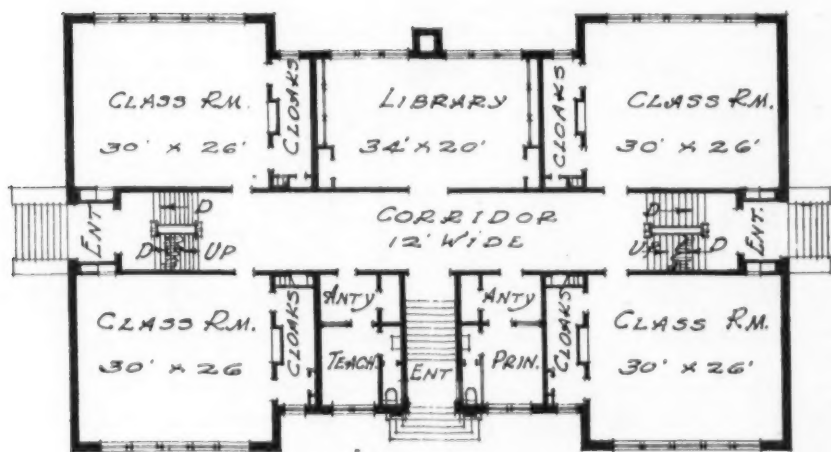 CLASS RM.
30' X 26'
CLOAKS
LIBRARY
34' X 20'
CLOAKS
CLASS RM.
30' X 26'
ENT
D
D
UP
CORRIDOR
12' WIDE
D
UP
D
ENT.
CLASS RM.
30' X 26
CLOAKS
ANTY
TEACH.
ENT
ANTY
PRIN.
CLOAKS
CLASS RM.
30' X 26'